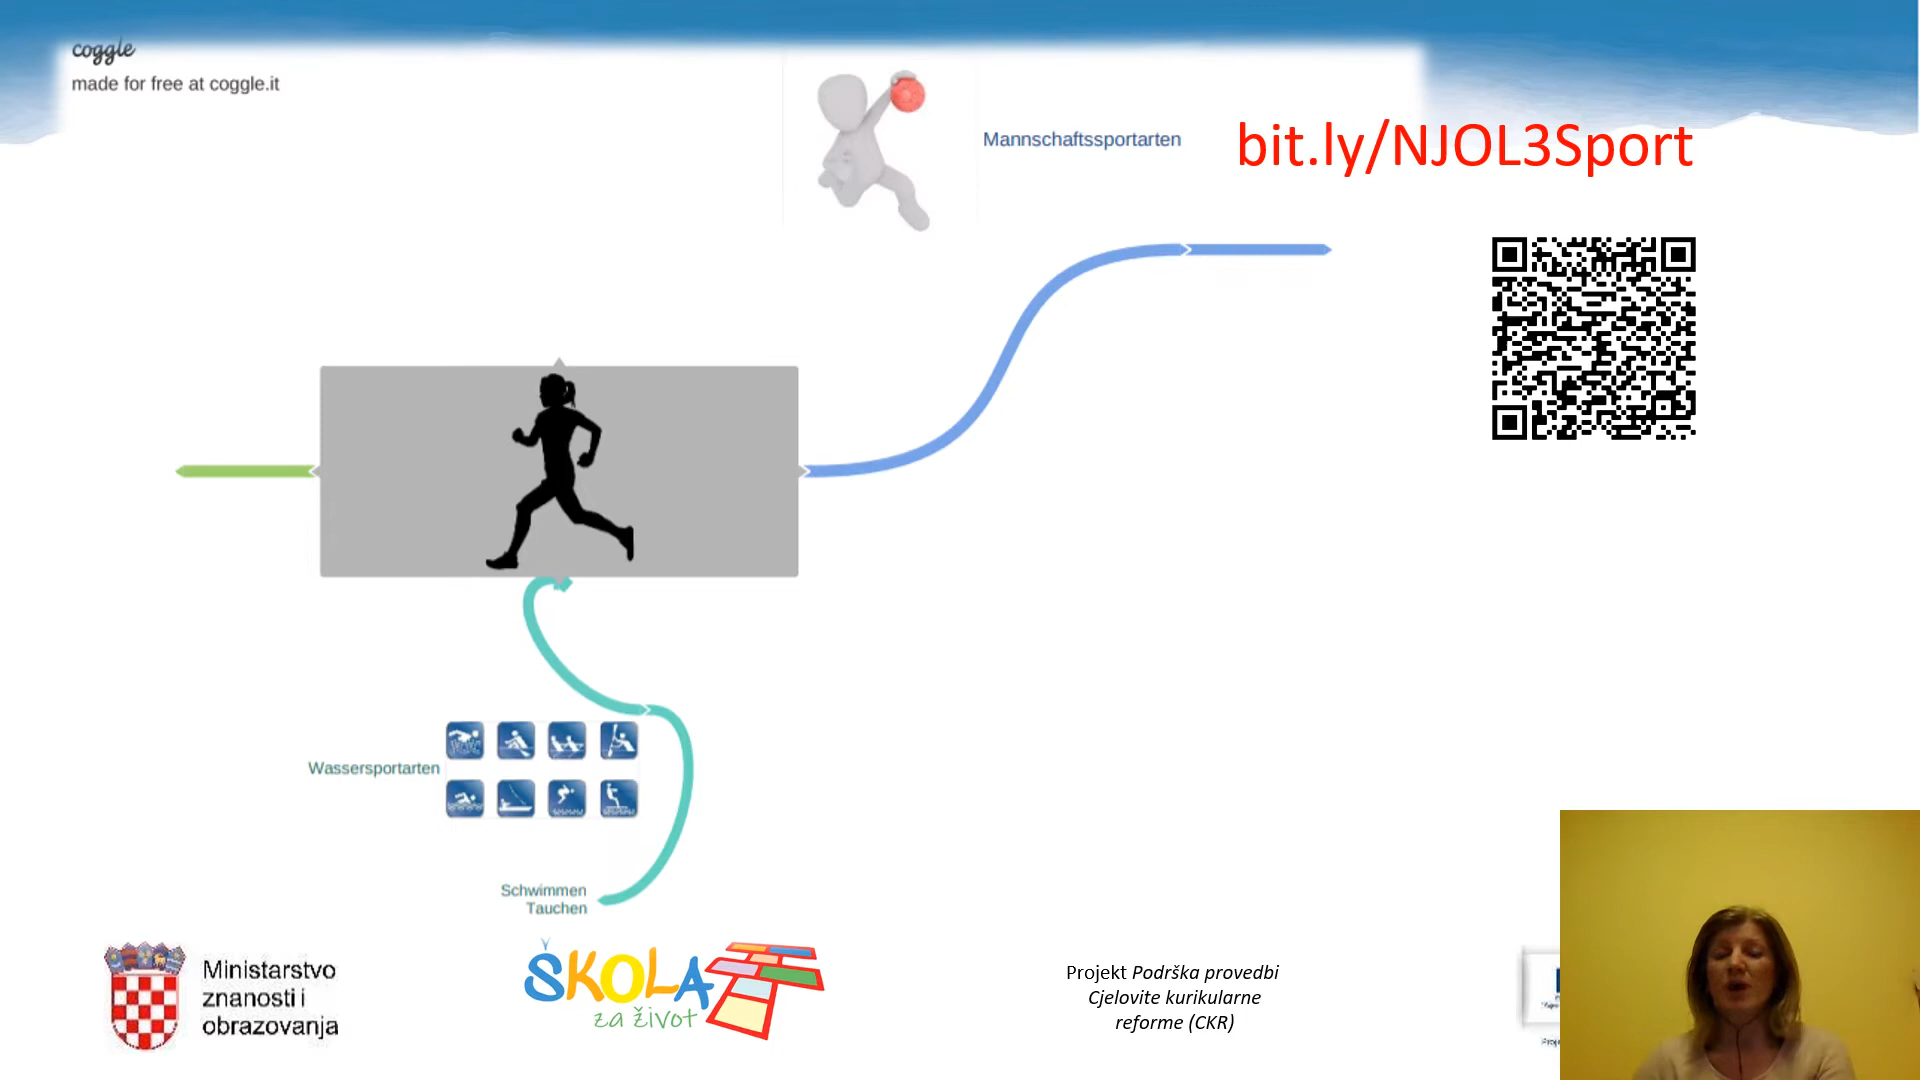 coggle
made for free at coggle.it
Mannschaftssportarten
bit.ly/NJOL3Sport
Wassersportarten
Schwimmen
Tauchen
Ministarstvo
znanosti i
obrazovanja
ŠKOLA
za život
Projekt Podrška provedbi
Cjelovite kurikularne
reforme (CKR)